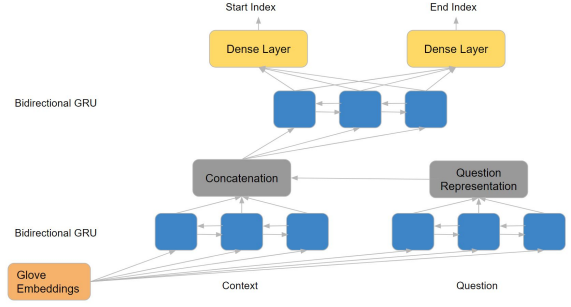 Start Index
End Index
Dense Layer
Dense Layer
Bidirectional GRU
Concatenation
Question
Representation
Bidirectional GRU
Glove
Embeddings
Context
Question